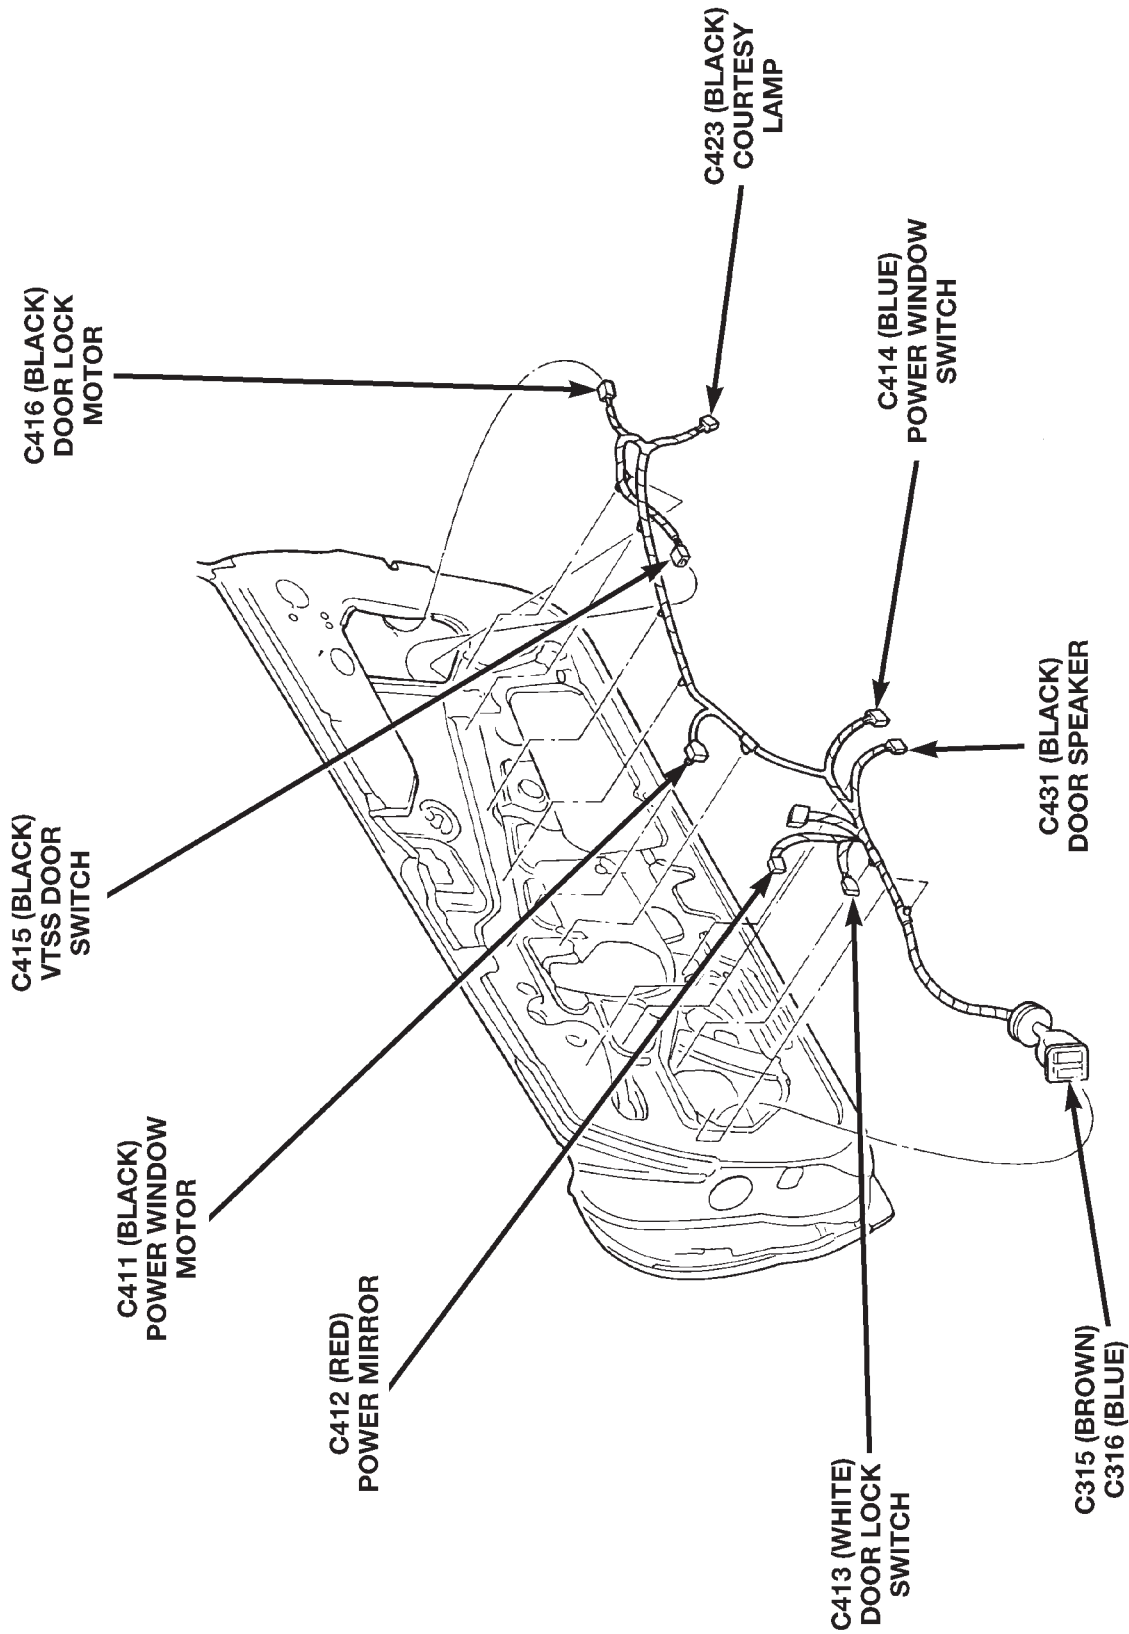 C416 (BLACK)
DOOR LOCK
MOTOR
C423 (BLACK)
COURTESY
LAMP
C415 (BLACK)
VTSS DOOR
SWITCH
C414 (BLUE)
POWER WINDOW
SWITCH
C411 (BLACK)
POWER WINDOW
MOTOR
C431 (BLACK)
DOOR SPEAKER
C412 (RED)
POWER MIRROR
C413 (WHITE)
DOOR LOCK
SWITCH
C315 (BROWN)
C316 (BLUE)